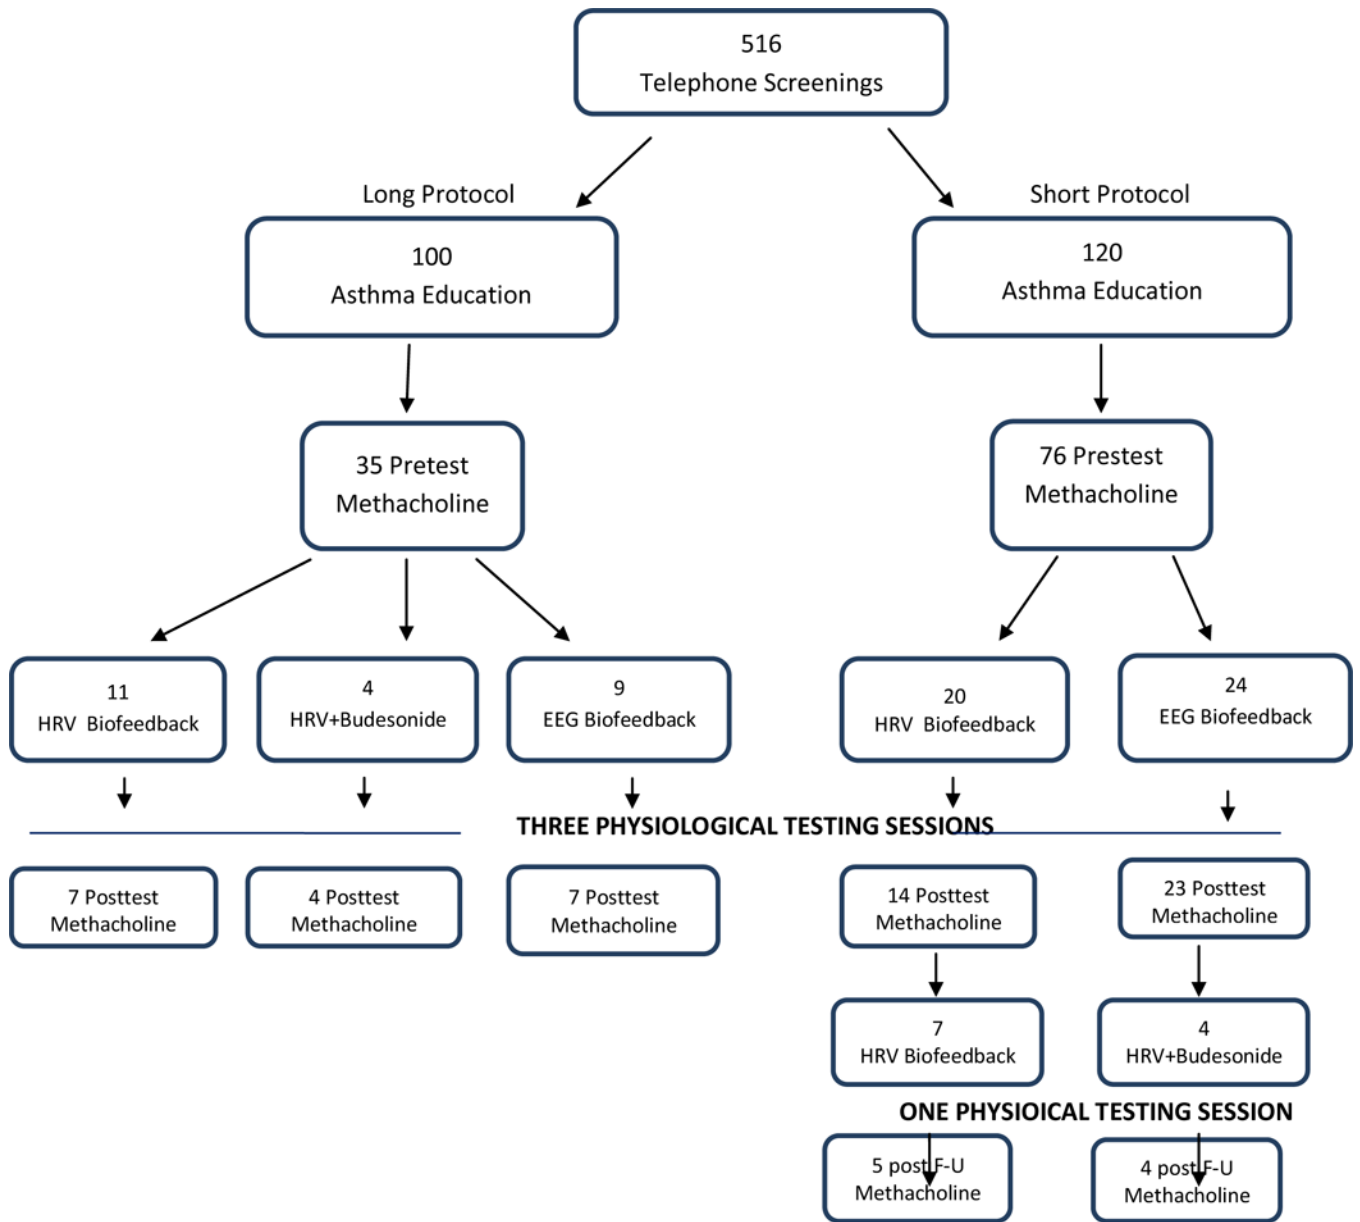 516
Telephone Screenings
Long Protocol
Short Protocol
100
Asthma Education
120
Asthma Education
35 Pretest
Methacholine
76 Prestest
Methacholine
11
HRV Biofeedback
4
HRV+Budesonide
9
EEG Biofeedback
20
HRV Biofeedback
24
EEG Biofeedback
THREE PHYSIOLOGICAL TESTING SESSIONS
7 Posttest
Methacholine
4 Posttest
Methacholine
7 Posttest
Methacholine
14 Posttest
Methacholine
23 Posttest
Methacholine
7
HRV Biofeedback
4
HRV+Budesonide
ONE PHYSIOICAL TESTING SESSION
5 post F-U
Methacholine
4 post F-U
Methacholine